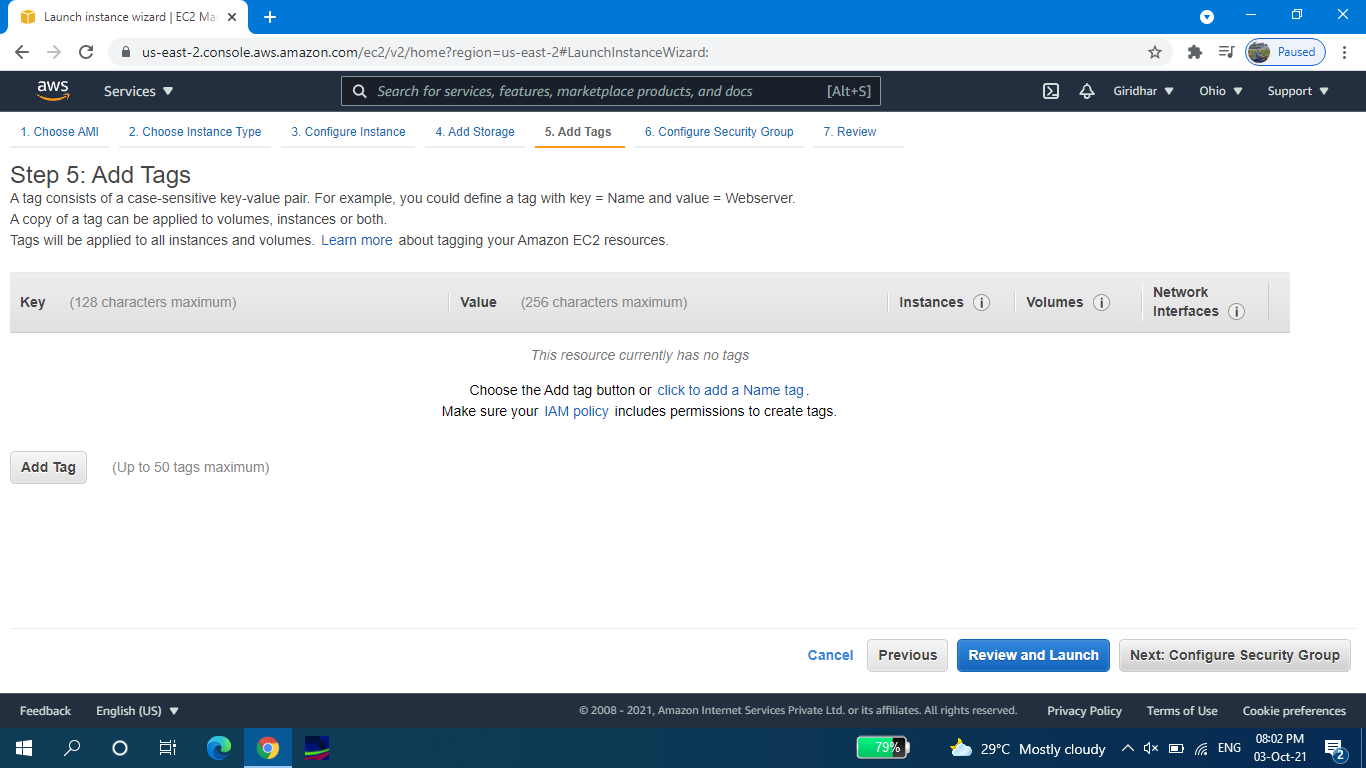 Launch instance wizard | EC2 Ma
us-east-2.console.aws.amazon.com/ec2/v2/home?region=us-east-2#LaunchInstanceWizard:
Paused
aws Services Search for services, features, marketplace products, and docs [Alt+S] Giridhar Ohio Support
1. Choose AMI 2. Choose Instance Type 3. Configure Instance 4. Add Storage 5. Add Tags 6. Configure Security Group 7. Review
Step 5: Add Tags
A tag consists of a case-sensitive key-value pair. For example, you could define a tag with key = Name and value = Webserver.
A copy of a tag can be applied to volumes, instances or both.
Tags will be applied to all instances and volumes. Learn more about tagging your Amazon EC2 resources.
Key (128 characters maximum) Value (256 characters maximum) Instances i Volumes i Network Interfaces i
This resource currently has no tags
Choose the Add tag button or click to add a Name tag.
Make sure your IAM policy includes permissions to create tags.
Add Tag (Up to 50 tags maximum)
Cancel Previous Review and Launch Next: Configure Security Group
Feedback English (US) © 2008 - 2021, Amazon Internet Services Private Ltd. or its affiliates. All rights reserved. Privacy Policy Terms of Use Cookie preferences
79% 29°C Mostly cloudy ENG 08:02 PM
03-Oct-21 2